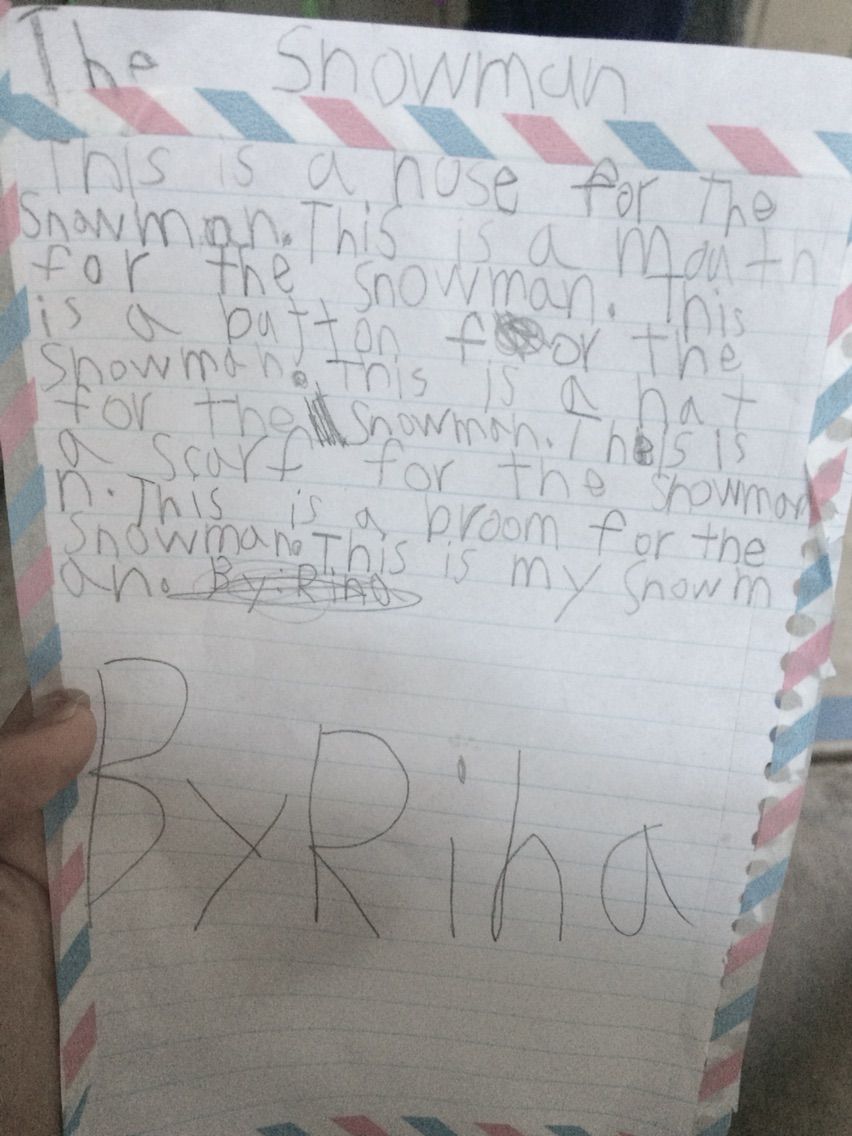 The Snowman
This is a nose for The
Snowman. This is a mouth
for the snowman. This
is a button for the
Snowman. This is a hat
for the Snowman. This is
a scarf for the snowman
n. This is a broom for the
Snowman. This is my snowm
an.
By Riha